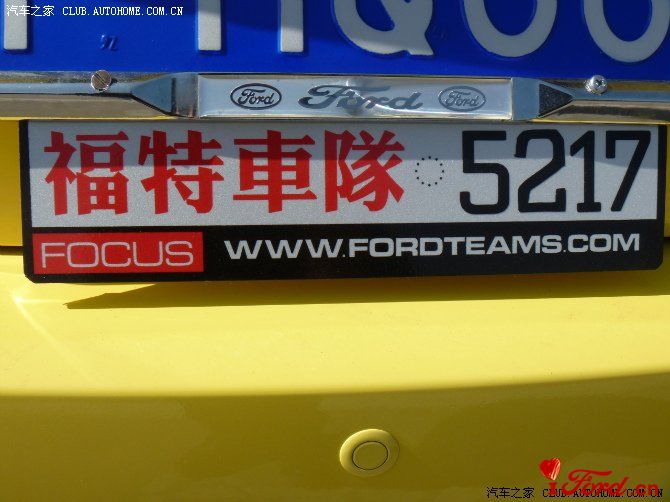 汽车之家 CLUB.AUTOHOME.COM.CN
Ford Ford Ford
福特車隊 5217
FOCUS WWW.FORDTEAMS.COM
iFord.cn
汽车之家 CLUB.AUTOHOME.COM.CN